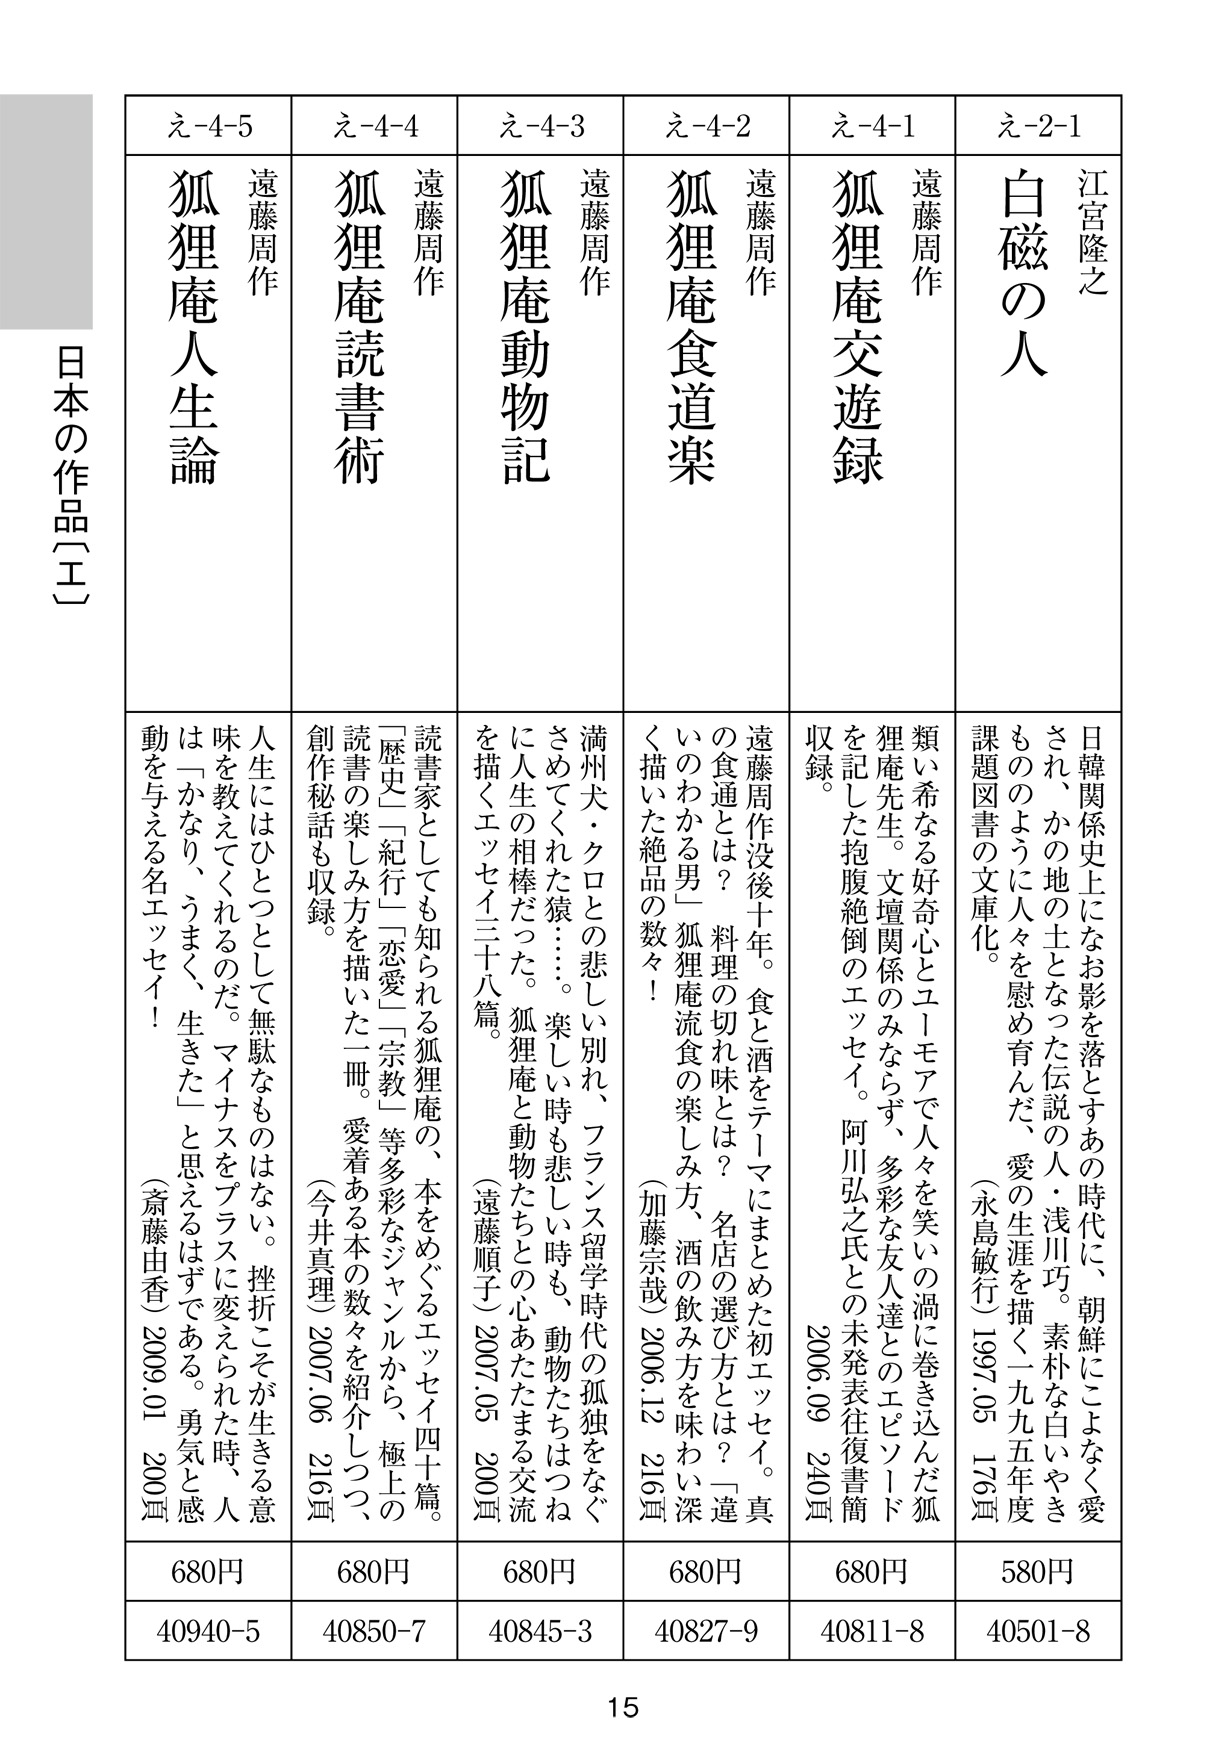 え-2-1
江宮隆之
白磁の人
日韓関係史上になお影を落とすあの時代に、朝鮮にこよなく愛
され、かの地の土となった伝説の人・浅川巧。素朴な白いやき
もののように人々を慰め育んだ、愛の生涯を描く一九九五年度
課題図書の文庫化。
(永島敏行) 1997.05 176頁
580円
40501-8
え-4-1
遠藤周作
狐狸庵交遊録
類い希なる好奇心とユーモアで人々を笑いの渦に巻き込んだ狐
狸庵先生。文壇関係のみならず、多彩な友人達とのエピソード
を記した抱腹絶倒のエッセイ。阿川弘之氏との未発表往復書簡
収録。
2006.09 240頁
680円
40811-8
え-4-2
遠藤周作
狐狸庵食道楽
遠藤周作没後十年。食と酒をテーマにまとめた初エッセイ。真
の食通とは? 料理の切れ味とは? 名店の選び方とは?「違
いのわかる男」狐狸庵流食の楽しみ方、酒の飲み方を味わい深
く描いた絶品の数々!
(加藤宗哉) 2006.12 216頁
680円
40827-9
え-4-3
遠藤周作
狐狸庵動物記
満州犬・クロとの悲しい別れ、フランス留学時代の孤独をなぐ
さめてくれた猿……。楽しい時も悲しい時も、動物たちはつね
に人生の相棒だった。狐狸庵と動物たちとの心あたたまる交流
を描くエッセイ三十八篇。
(遠藤順子) 2007.05 200頁
680円
40845-3
え-4-4
遠藤周作
狐狸庵読書術
読書家としても知られる狐狸庵の、本をめぐるエッセイ四十篇。
「歴史」「紀行」「恋愛」「宗教」等多彩なジャンルから、極上の
読書の楽しみ方を描いた一冊。愛着ある本の数々を紹介しつつ、
創作秘話も収録。
(今井真理) 2007.06 216頁
680円
40850-7
え-4-5
遠藤周作
狐狸庵人生論
人生にはひとつとして無駄なものはない。挫折こそが生きる意
味を教えてくれるのだ。マイナスをプラスに変えられた時、人
は「かなり、うまく、生きた」と思えるはずである。勇気と感
動を与える名エッセイ!
(斎藤由香) 2009.01 200頁
680円
40940-5
日本の作品〔エ〕
15